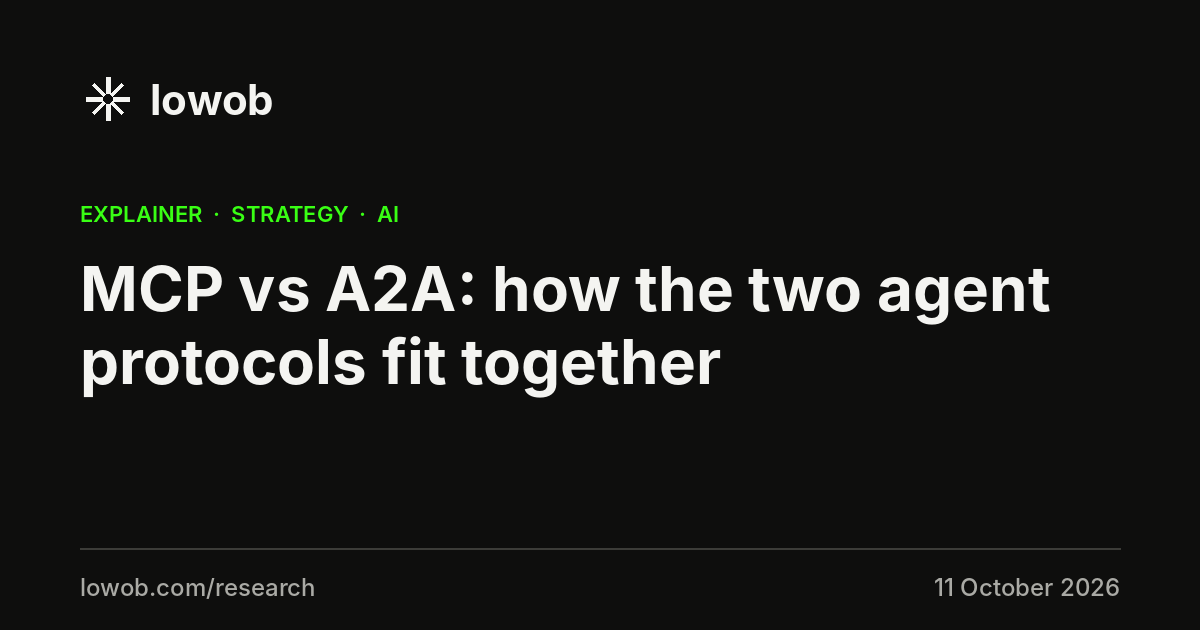 lowob
EXPLAINER · STRATEGY · AI
MCP vs A2A: how the two agent
protocols fit together
lowob.com/research
11 October 2026